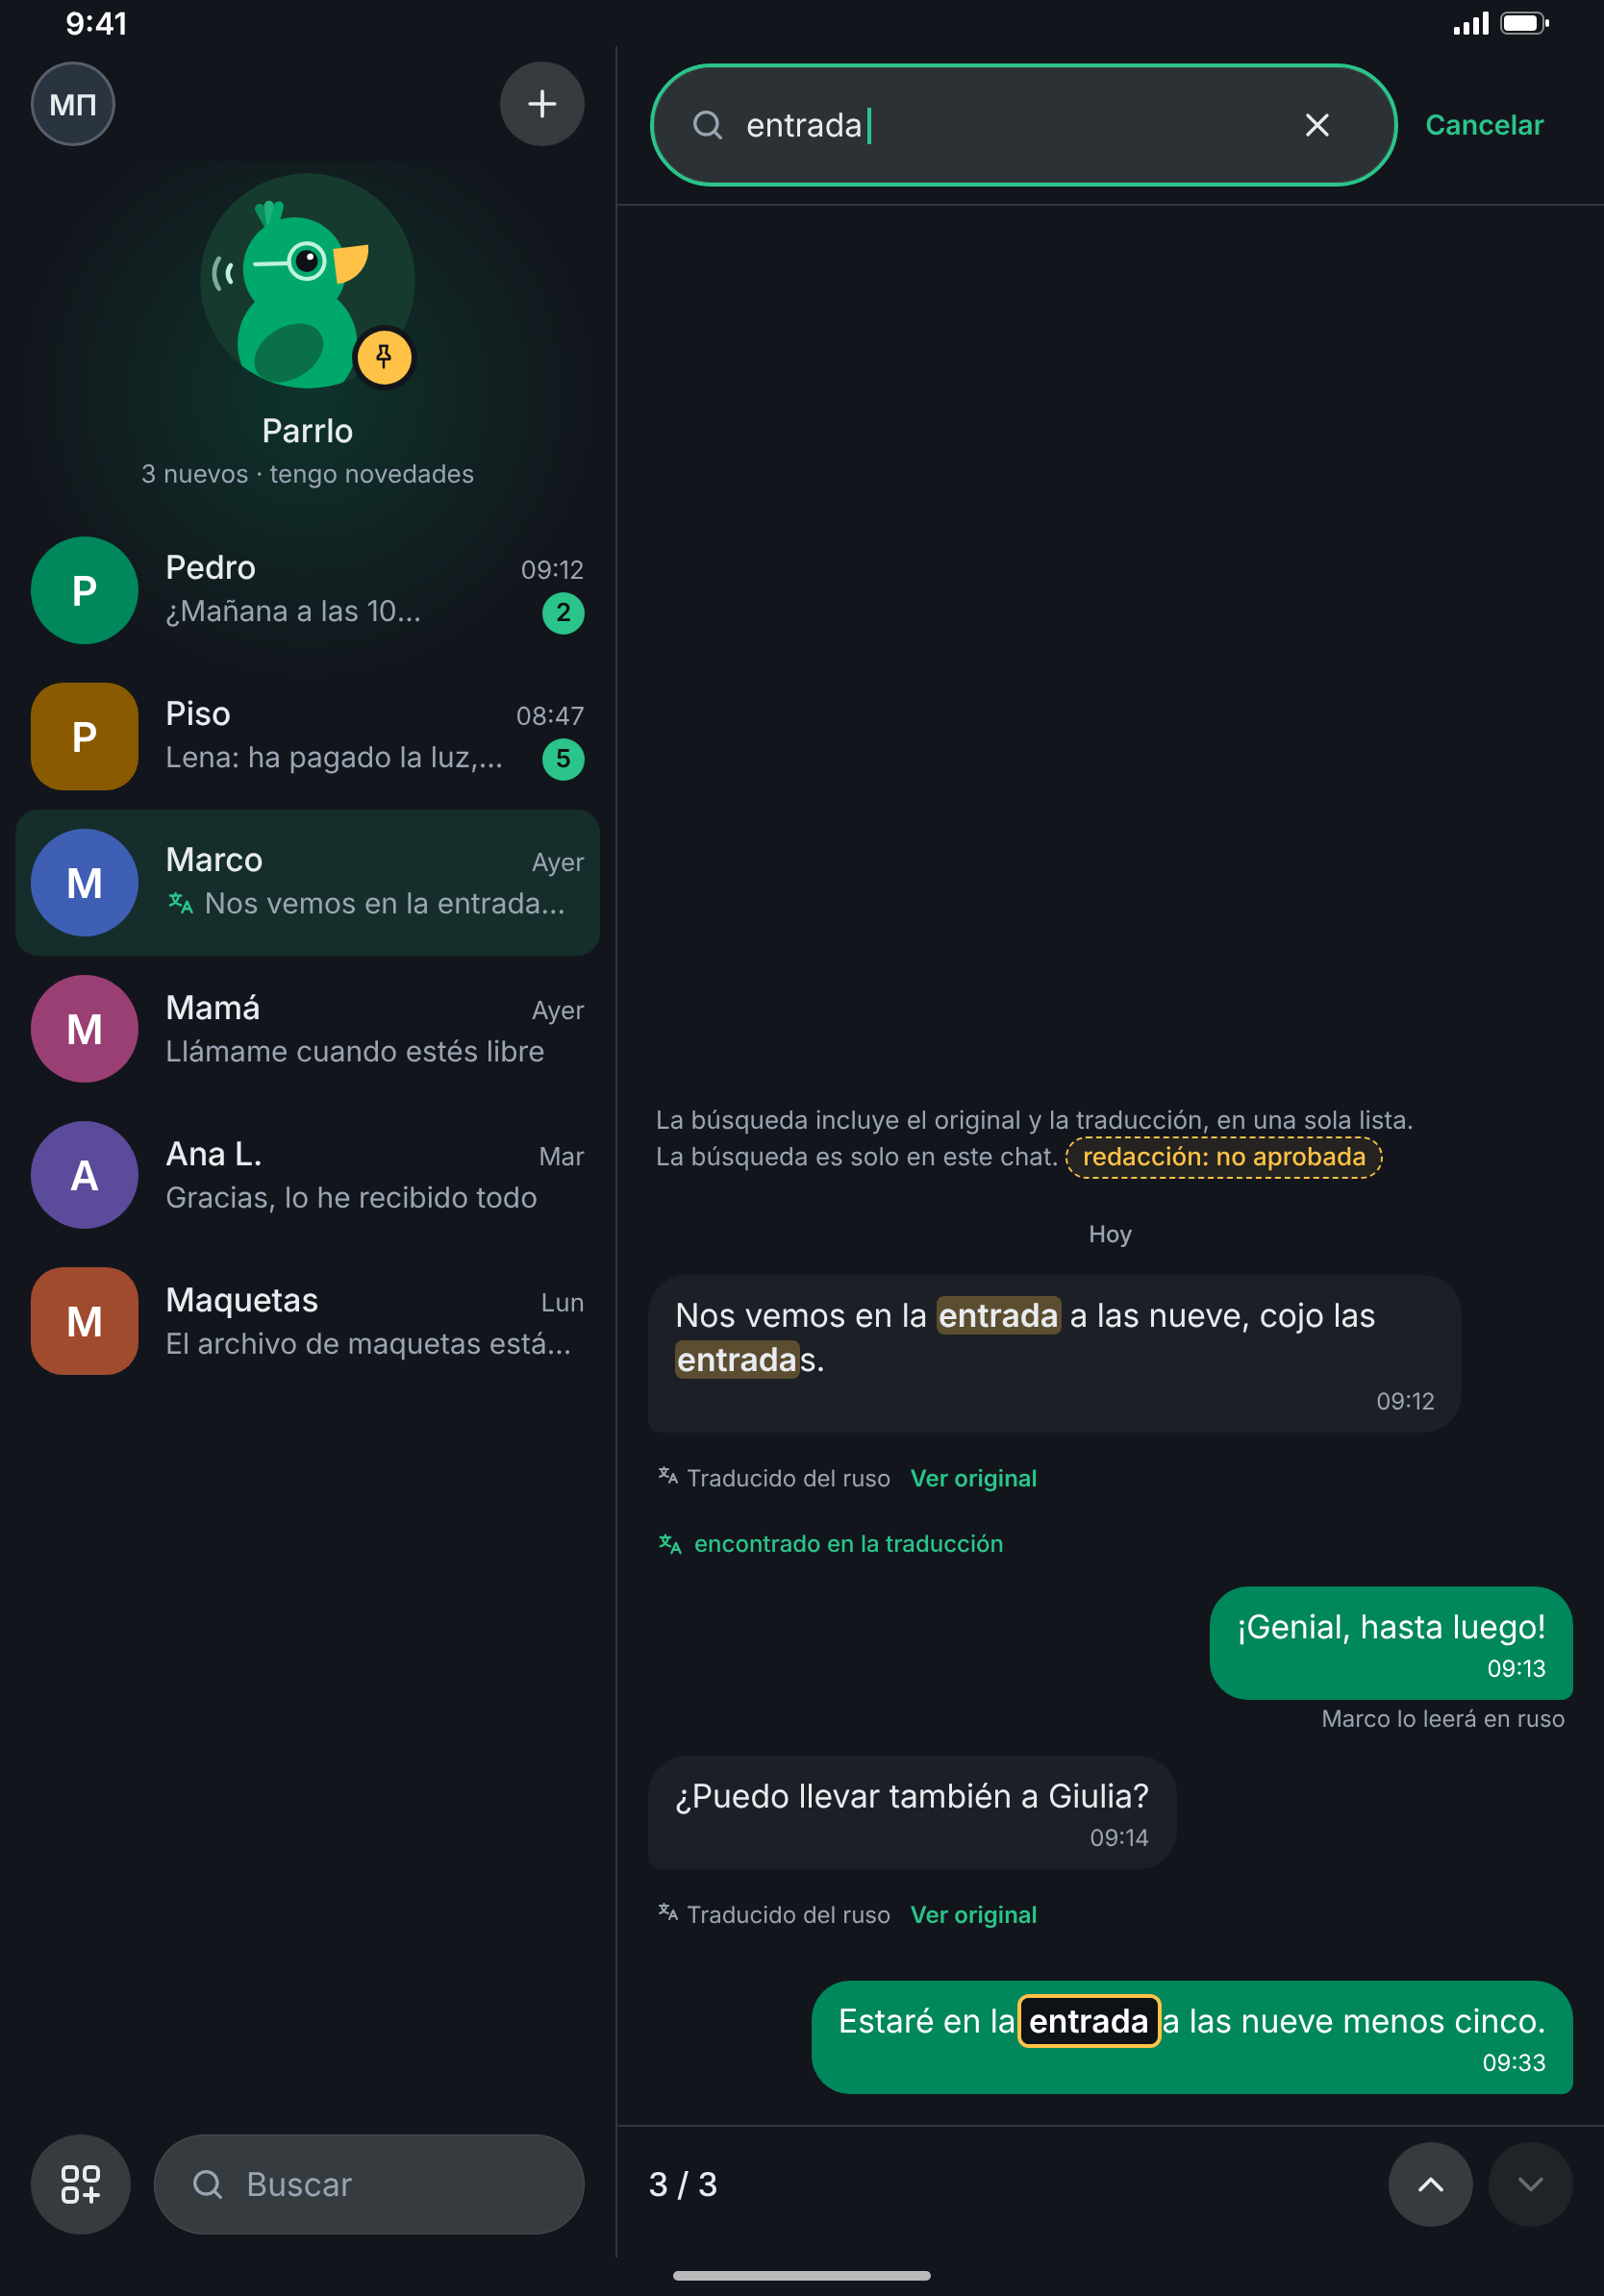 9:41
МП
entrada
Cancelar
Parrlo
3 nuevos · tengo novedades
P
Pedro
09:12
¿Mañana a las 10...
2
P
Piso
08:47
Lena: ha pagado la luz,...
5
M
Marco
Ayer
Nos vemos en la entrada...
M
Mamá
Ayer
Llámame cuando estés libre
A
Ana L.
Mar
Gracias, lo he recibido todo
M
Maquetas
Lun
El archivo de maquetas está...
Buscar
La búsqueda incluye el original y la traducción, en una sola lista.
La búsqueda es solo en este chat. redacción: no aprobada
Hoy
Nos vemos en la entrada a las nueve, cojo las
entradas.
09:12
Traducido del ruso Ver original
encontrado en la traducción
¡Genial, hasta luego!
09:13
Marco lo leerá en ruso
¿Puedo llevar también a Giulia?
09:14
Traducido del ruso Ver original
Estaré en la entrada a las nueve menos cinco.
09:33
3 / 3